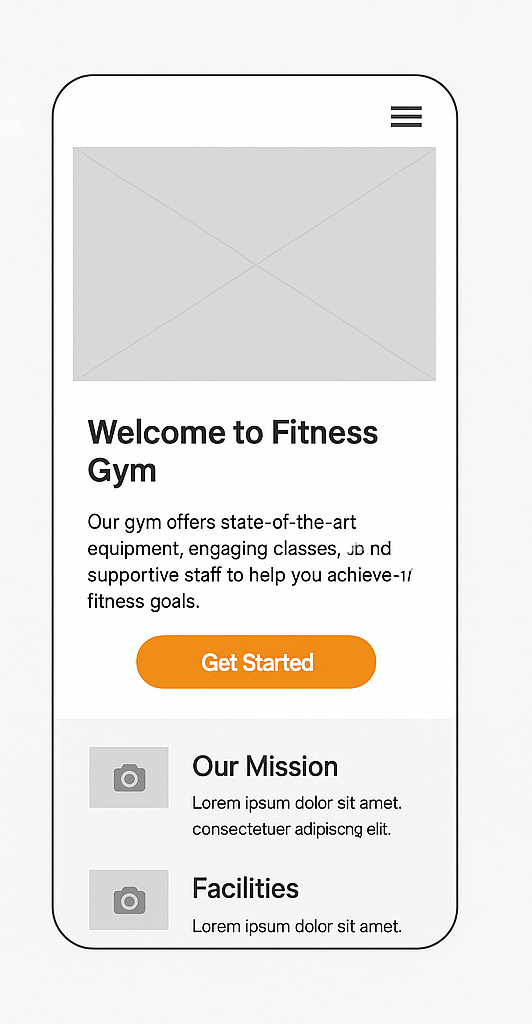 Welcome to Fitness
Gym
Our gym offers state-of-the-art
equipment, engaging classes, nd
supportive staff to help you achieve
fitness goals.
Get Started
Our Mission
Lorem ipsum dolor sit amet.
consectetuer adipiscng elit.
Facilities
Lorem ipsum dolor sit amet.